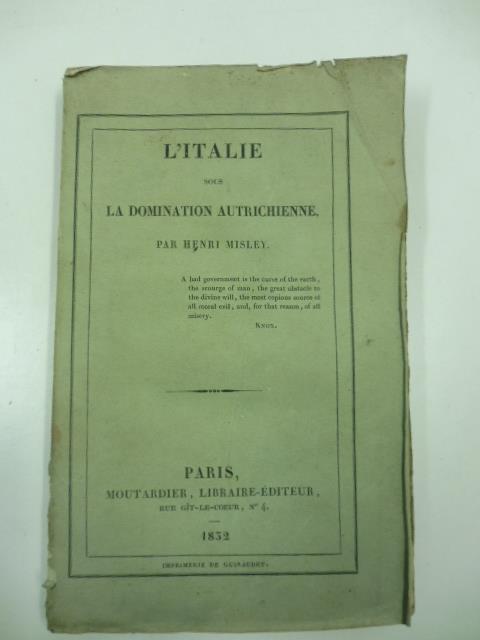 L'ITALIE
SOUS
LA DOMINATION AUTRICHIENNE,
PAR HENRI MISLEY.
A bad government is the curse of the earth,
the scourge of man, the great obstacle to
the divine will, the most copious source of
all moral evil, and, for that reason, of all
misery.
KNOX.
PARIS,
MOUTARDIER, LIBRAIRE-ÉDITEUR,
RUE GÎT-LE-COEUR, N° 4.
1832
IMPRIMERIE DE GUIRAUDET.